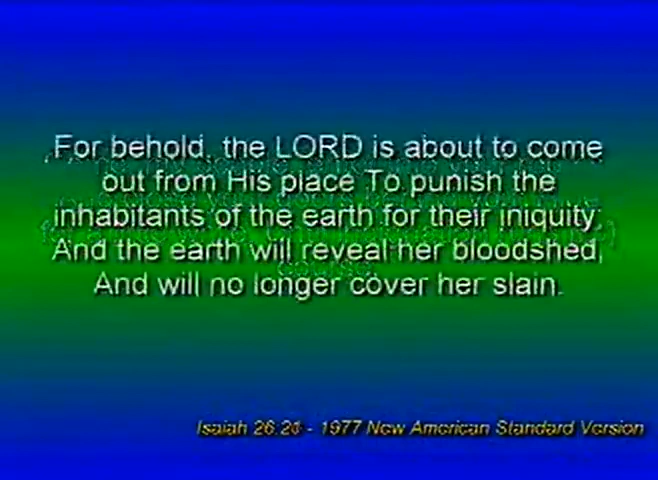 For behold, the LORD is about to come
out from His place To punish the
inhabitants of the earth for their iniquity;
And the earth will reveal her bloodshed,
And will no longer cover her slain.
Isaiah - 1977 New American Standard Version